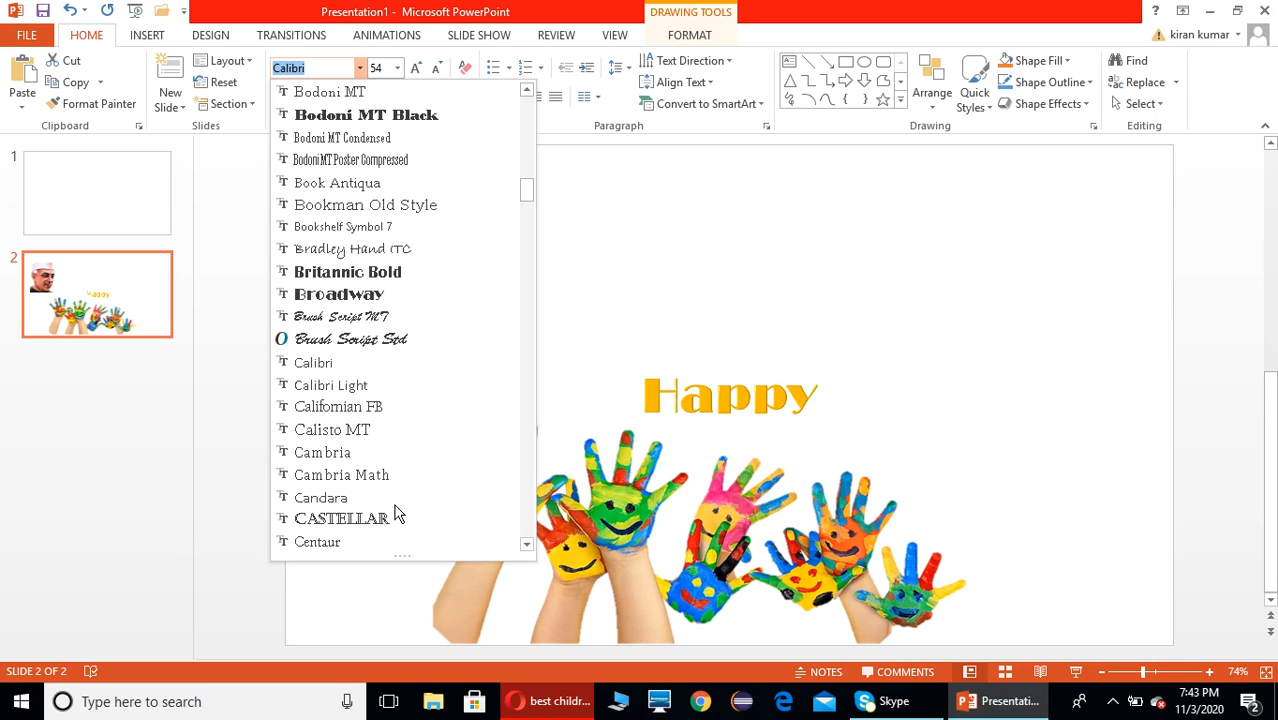 Presentation1 - Microsoft PowerPoint
DRAWING TOOLS
?
FILE
HOME
INSERT
DESIGN
TRANSITIONS
ANIMATIONS
SLIDE SHOW
REVIEW
VIEW
FORMAT
kiran kumar
Paste
Cut
Copy
Format Painter
Clipboard
New
Slide
Layout
Reset
Section
Slides
Calibri
54
Text Direction
Align Text
Convert to SmartArt
Paragraph
Arrange
Quick
Styles
Shape Fill
Shape Outline
Shape Effects
Drawing
Find
Replace
Select
Editing
Bodoni MT
Bodoni MT Black
Bodoni MT Condensed
Bodoni MT Poster Compressed
Book Antiqua
Bookman Old Style
Bookshelf Symbol 7
Bradley Hand ITC
Britannic Bold
Broadway
Brush Script MT
Brush Script Std
Calibri
Calibri Light
Californian FB
Calisto MT
Cambria
Cambria Math
Candara
CASTELLAR
Centaur
1
2
Happy
Happy
SLIDE 2 OF 2
NOTES
COMMENTS
74%
Type here to search
best childr...
Skype
Presentati...
7:43 PM
11/3/2020
2